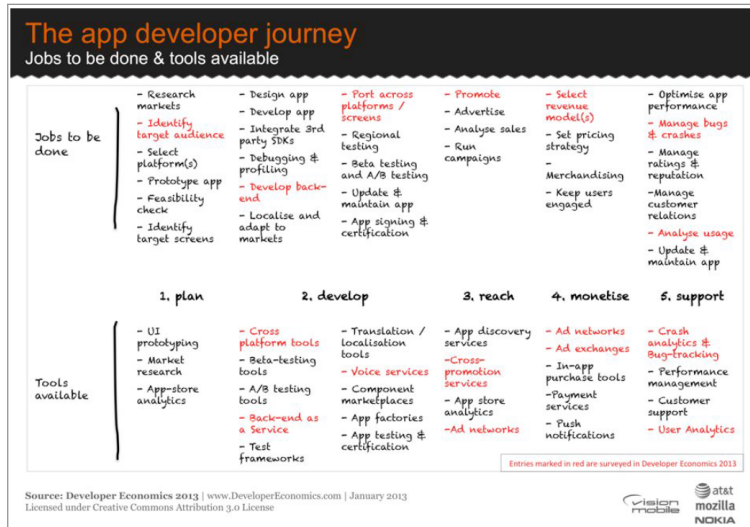 The app developer journey
Jobs to be done & tools available
Jobs to be
done
- Research
markets
- Identify
target audience
- Select
platform(s)
- Prototype app
- Feasibility
check
- Identify
target screens
- Design app
- Develop app
- Integrate 3rd
party SDKs
- Debugging &
profiling
- Develop back-
end
- Localise and
adapt to
markets
- Port across
platforms /
screens
- Regional
testing
- Beta testing
and A/B testing
- Update &
maintain app
- App signing &
certification
- Promote
- Advertise
- Analyse sales
- Run
campaigns
- Select
revenue
model(s)
- Set pricing
strategy
-
Merchandising
- Keep users
engaged
- Optimise app
performance
- Manage bugs
& crashes
- Manage
ratings &
reputation
-Manage
customer
relations
- Analyse usage
- Update &
maintain app
1. plan
2. develop
3. reach
4. monetise
5. support
Tools
available
- UI
prototyping
- Market
research
- App-store
analytics
- Cross
platform tools
- Beta-testing
tools
- A/B testing
tools
- Back-end as
a Service
- Test
frameworks
- Translation /
localisation
tools
- Voice services
- Component
marketplaces
- App factories
- App testing &
certification
- App discovery
services
-Cross-
promotion
services
- App store
analytics
-Ad networks
- Ad networks
- Ad exchanges
- In-app
purchase tools
-Payment
services
- Push
notifications
- Crash
analytics &
Bug-tracking
- Performance
management
- Customer
support
- User Analytics
Entries marked in red are surveyed in Developer Economics 2013
Source: Developer Economics 2013 | www.DeveloperEconomics.com | January 2013
Licensed under Creative Commons Attribution 3.0 License
vision
mobile
at&t
mozilla
NOKIA